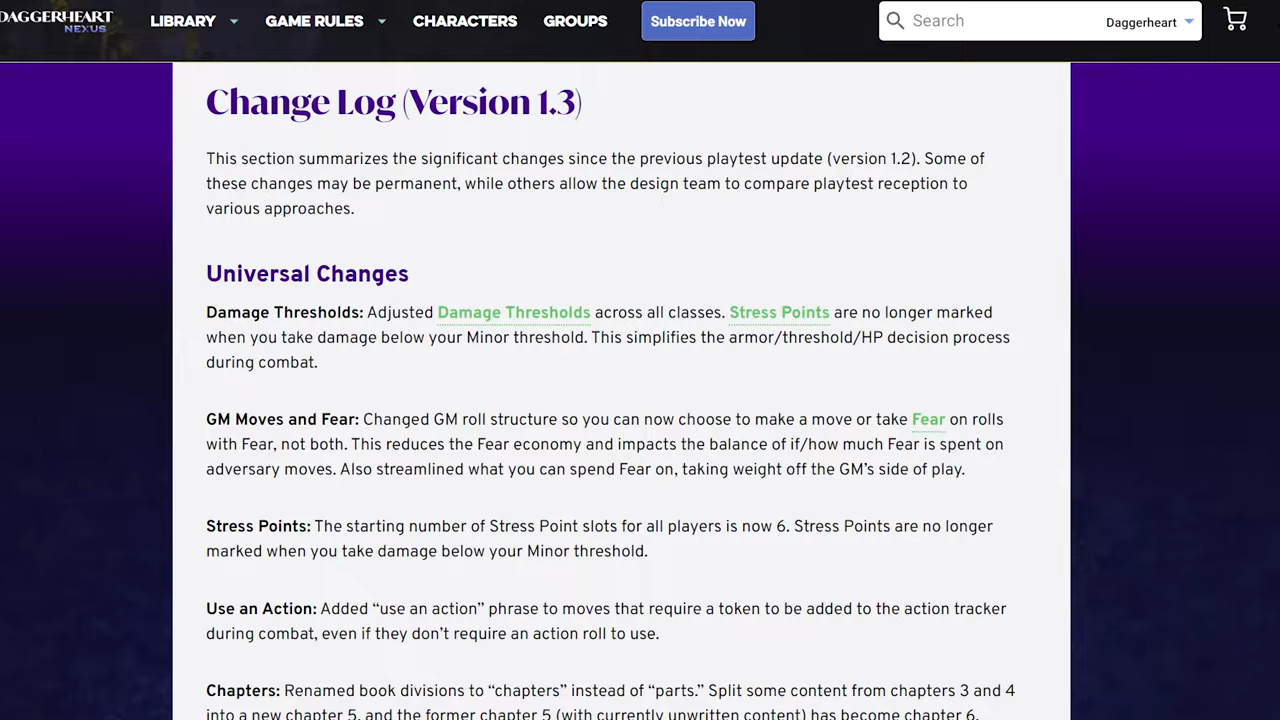 DAGGERHEART
NEXUS
LIBRARY GAME RULES CHARACTERS GROUPS Subscribe Now Search Daggerheart
Change Log (Version 1.3)
This section summarizes the significant changes since the previous playtest update (version 1.2). Some of
these changes may be permanent, while others allow the design team to compare playtest reception to
various approaches.
Universal Changes
Damage Thresholds: Adjusted Damage Thresholds across all classes. Stress Points are no longer marked
when you take damage below your Minor threshold. This simplifies the armor/threshold/HP decision process
during combat.
GM Moves and Fear: Changed GM roll structure so you can now choose to make a move or take Fear on rolls
with Fear, not both. This reduces the Fear economy and impacts the balance of if/how much Fear is spent on
adversary moves. Also streamlined what you can spend Fear on, taking weight off the GM’s side of play.
Stress Points: The starting number of Stress Point slots for all players is now 6. Stress Points are no longer
marked when you take damage below your Minor threshold.
Use an Action: Added “use an action” phrase to moves that require a token to be added to the action tracker
during combat, even if they don’t require an action roll to use.
Chapters: Renamed book divisions to “chapters” instead of “parts.” Split some content from chapters 3 and 4
into a new chapter 5, and the former chapter 5 (with currently unwritten content) has become chapter 6.